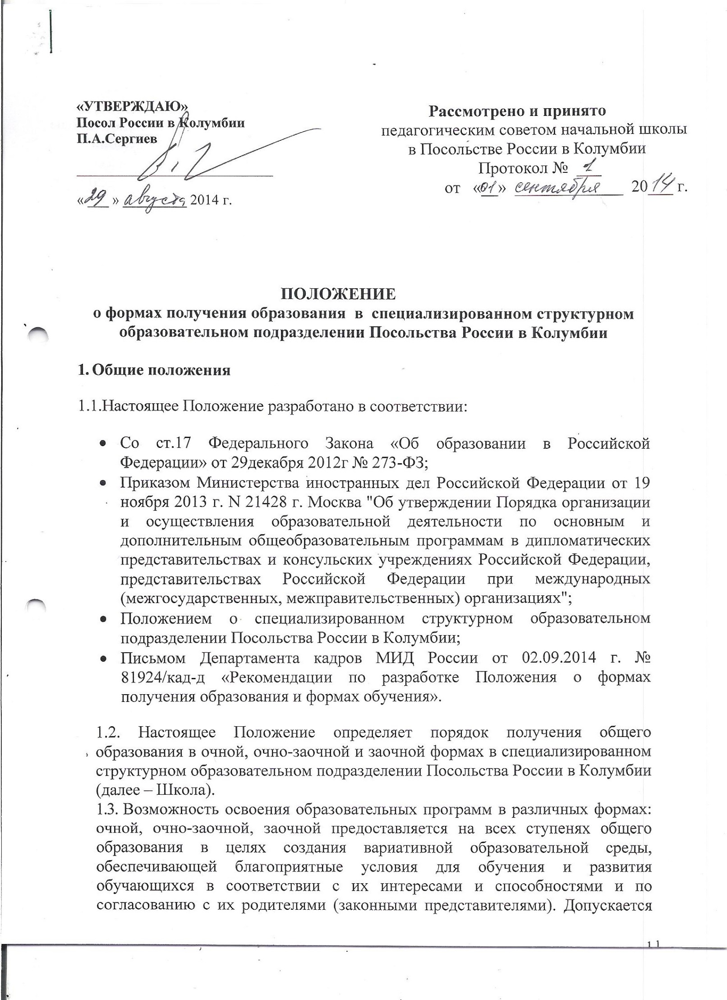 «УТВЕРЖДАЮ»
Посол России в Колумбии
П.А.Сергиев
«29» августа 2014 г.
Рассмотрено и принято
педагогическим советом начальной школы
в Посольстве России в Колумбии
Протокол № 1
от «01» сентября 2014 г.
ПОЛОЖЕНИЕ
о формах получения образования в специализированном структурном
образовательном подразделении Посольства России в Колумбии
1. Общие положения
1.1.Настоящее Положение разработано в соответствии:
• Со ст.17 Федерального Закона «Об образовании в Российской
Федерации» от 29декабря 2012г № 273-ФЗ;
• Приказом Министерства иностранных дел Российской Федерации от 19
ноября 2013 г. N 21428 г. Москва "Об утверждении Порядка организации
и осуществления образовательной деятельности по основным и
дополнительным общеобразовательным программам в дипломатических
представительствах и консульских учреждениях Российской Федерации,
представительствах Российской Федерации при международных
(межгосударственных, межправительственных) организациях";
• Положением о специализированном структурном образовательном
подразделении Посольства России в Колумбии;
• Письмом Департамента кадров МИД России от 02.09.2014 г. №
81924/кад-д «Рекомендации по разработке Положения о формах
получения образования и формах обучения».
1.2. Настоящее Положение определяет порядок получения общего
образования в очной, очно-заочной и заочной формах в специализированном
структурном образовательном подразделении Посольства России в Колумбии
(далее – Школа).
1.3. Возможность освоения образовательных программ в различных формах:
очной, очно-заочной, заочной предоставляется на всех ступенях общего
образования в целях создания вариативной образовательной среды,
обеспечивающей благоприятные условия для обучения и развития
обучающихся в соответствии с их интересами и способностями и по
согласованию с их родителями (законными представителями). Допускается